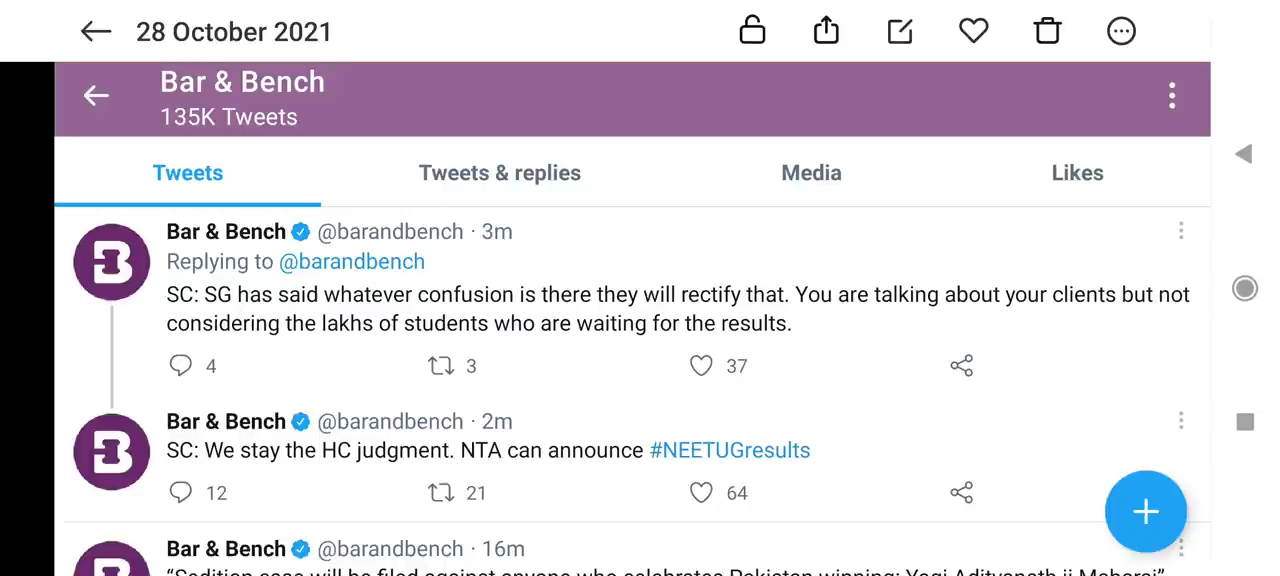 28 October 2021
Bar & Bench
135K Tweets
Tweets Tweets & replies Media Likes
Bar & Bench @barandbench · 3m
Replying to @barandbench
SC: SG has said whatever confusion is there they will rectify that. You are talking about your clients but not
considering the lakhs of students who are waiting for the results.
4 3 37
Bar & Bench @barandbench · 2m
SC: We stay the HC judgment. NTA can announce #NEETUGresults
12 21 64
Bar & Bench @barandbench · 16m
"Sedition case will be filed against anyone who celebrates Pakistan winning: Yogi Adityanath ji Maharaj"